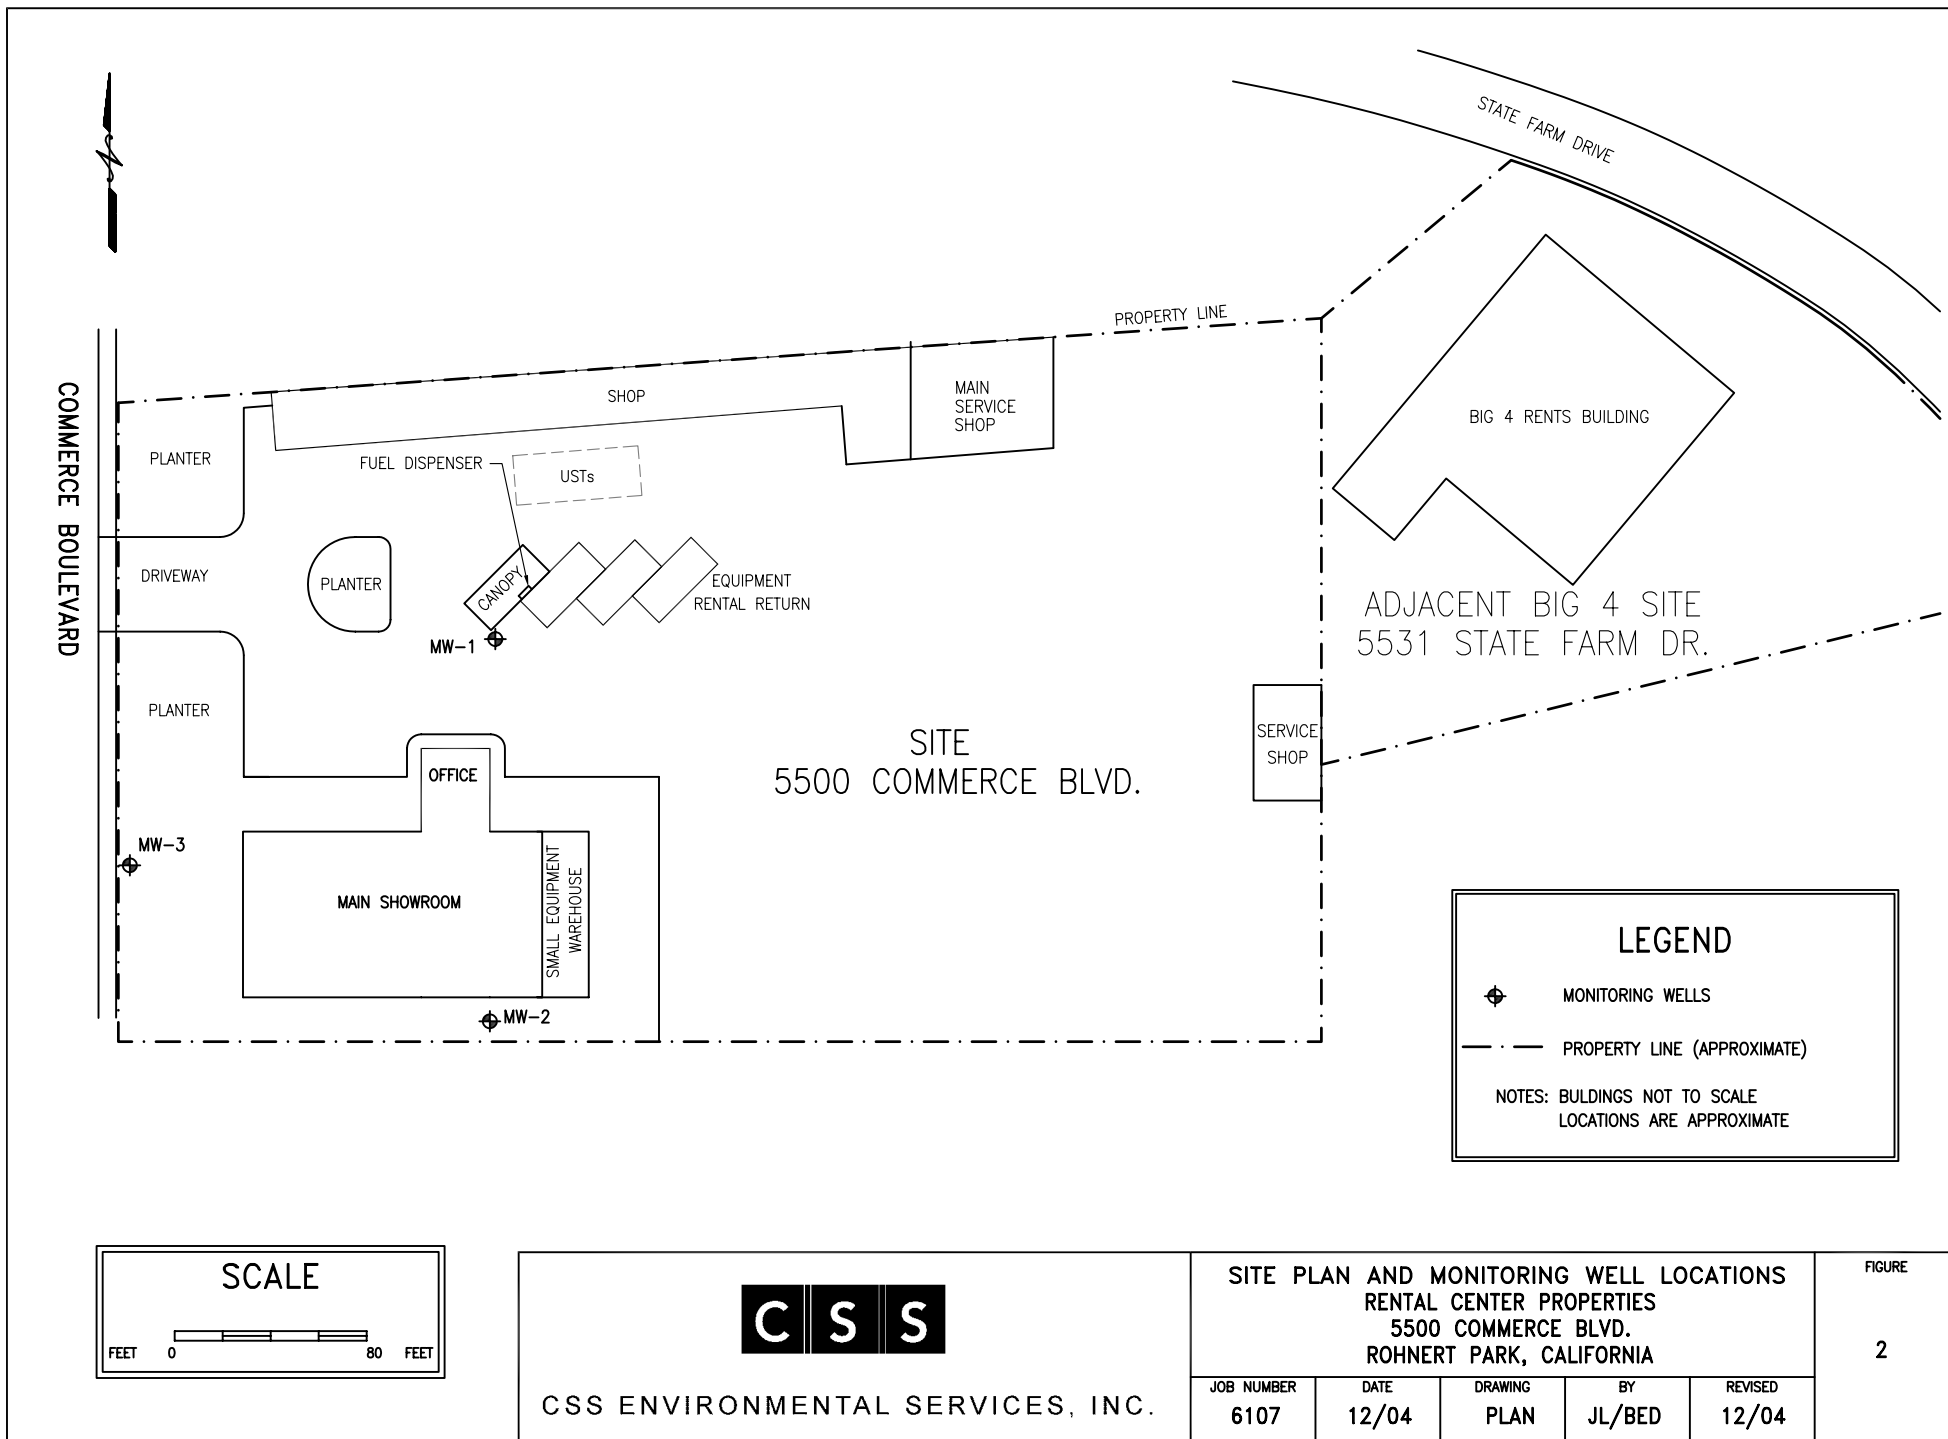 N
STATE FARM DRIVE
PROPERTY LINE
COMMERCE BOULEVARD
SHOP
MAIN
SERVICE
SHOP
BIG 4 RENTS BUILDING
PLANTER
FUEL DISPENSER
USTs
DRIVEWAY
PLANTER
CANOPY
EQUIPMENT
RENTAL RETURN
ADJACENT BIG 4 SITE
5531 STATE FARM DR.
MW-1
PLANTER
SITE
5500 COMMERCE BLVD.
SERVICE
SHOP
OFFICE
MW-3
MAIN SHOWROOM
SMALL EQUIPMENT
WAREHOUSE
MW-2
LEGEND
MONITORING WELLS
PROPERTY LINE (APPROXIMATE)
NOTES: BULDINGS NOT TO SCALE
LOCATIONS ARE APPROXIMATE
SCALE
FEET 0 80 FEET
CSS
CSS ENVIRONMENTAL SERVICES, INC.
SITE PLAN AND MONITORING WELL LOCATIONS
RENTAL CENTER PROPERTIES
5500 COMMERCE BLVD.
ROHNERT PARK, CALIFORNIA
FIGURE
2
JOB NUMBER DATE DRAWING BY REVISED
6107 12/04 PLAN JL/BED 12/04